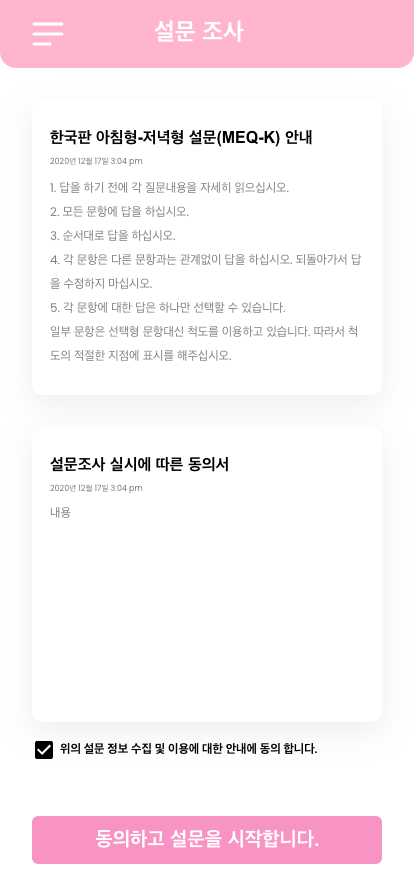 설문 조사
한국판 아침형-저녁형 설문(MEQ-K) 안내
2020년 12월 17일 3:04 pm
1. 답을 하기 전에 각 질문내용을 자세히 읽으십시오.
2. 모든 문항에 답을 하십시오.
3. 순서대로 답을 하십시오.
4. 각 문항은 다른 문항과는 관계없이 답을 하십시오. 되돌아가서 답
을 수정하지 마십시오.
5. 각 문항에 대한 답은 하나만 선택할 수 있습니다.
일부 문항은 선택형 문항대신 척도를 이용하고 있습니다. 따라서 척
도의 적절한 지점에 표시를 해주십시오.
설문조사 실시에 따른 동의서
2020년 12월 17일 3:04 pm
내용
위의 설문 정보 수집 및 이용에 대한 안내에 동의 합니다.
동의하고 설문을 시작합니다.